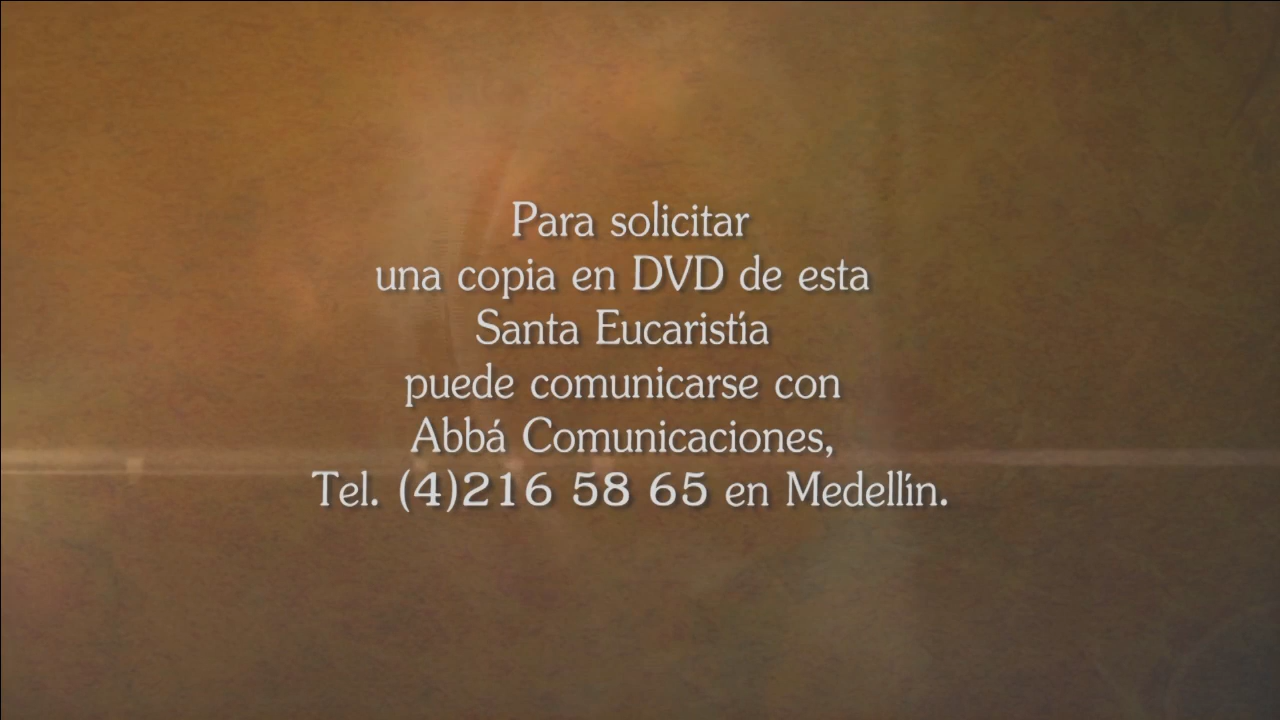 Para solicitar
una copia en DVD de esta
Santa Eucaristía
puede comunicarse con
Abbá Comunicaciones,
Tel. (4)216 58 65 en Medellín.